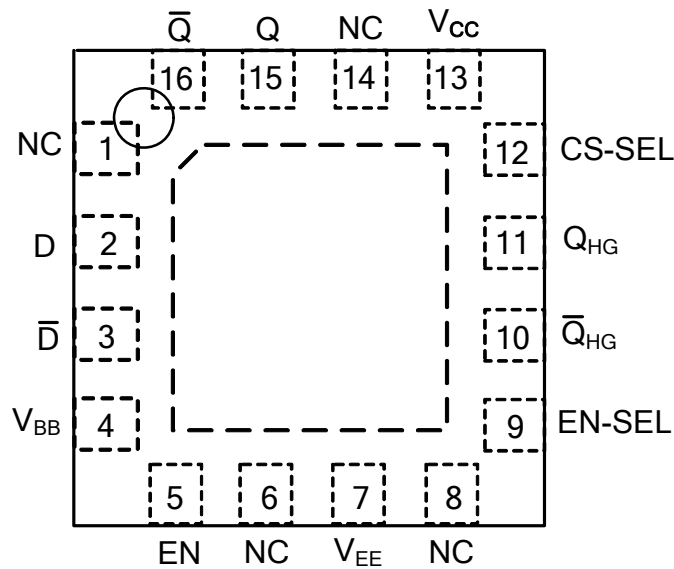 Q̅ Q NC VCC
16 15 14 13
NC 1 12 CS-SEL
D 2 11 QHG
D̅ 3 10 Q̅HG
VBB 4 9 EN-SEL
5 6 7 8
EN NC VEE NC